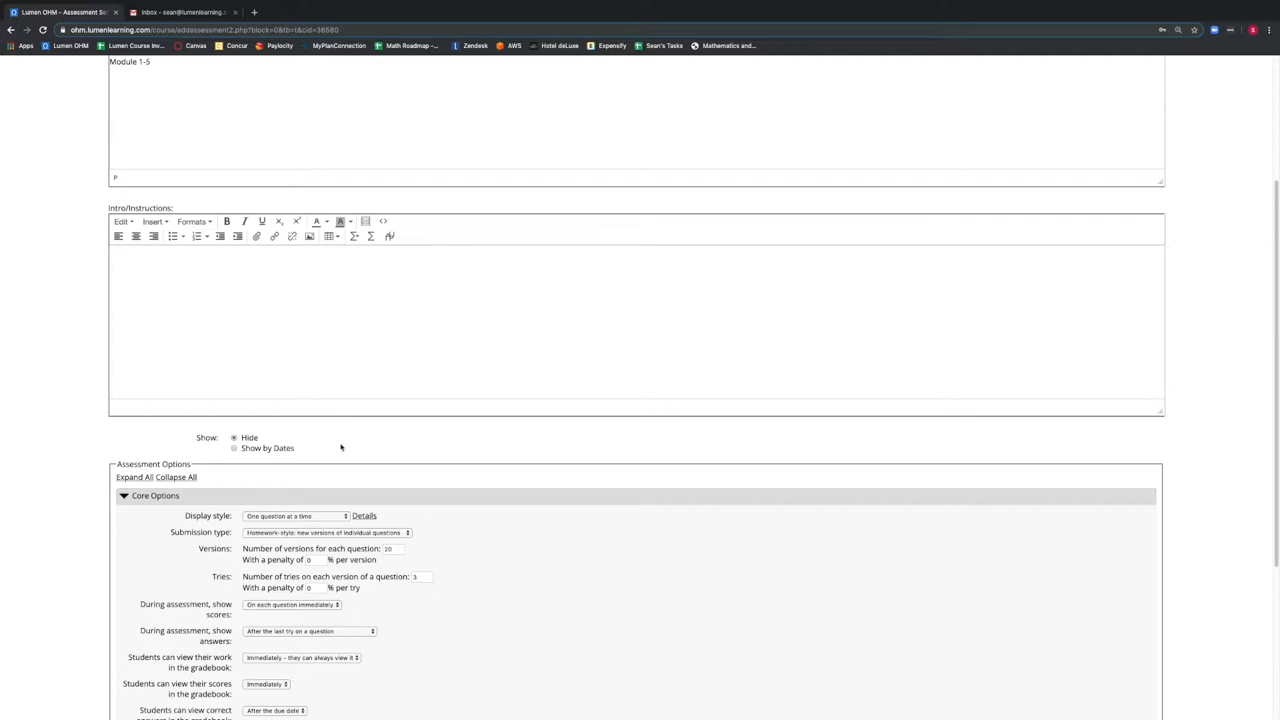 Lumen OHM - Assessment Se
Inbox - sean@lumenlearning.c
ohm.lumenlearning.com/course/addassessment2.php?block=0&tb=t&cid=36580
Apps
Lumen OHM
Lumen Course Inv...
Canvas
Concur
Paylocity
MyPlanConnection
Math Roadmap -...
Zendesk
AWS
Hotel deLuxe
Expensify
Sean's Tasks
Mathematics and...
Module 1-5
P
Intro/Instructions:
Edit Insert Formats B I U X₂ X² A A <>
Show: Hide
Show by Dates
Assessment Options
Expand All Collapse All
Core Options
Display style: One question at a time Details
Submission type: Homework-style: new versions of individual questions
Versions: Number of versions for each question: 20
With a penalty of 0 % per version
Tries: Number of tries on each version of a question: 3
With a penalty of 0 % per try
During assessment, show scores: On each question immediately
During assessment, show answers: After the last try on a question
Students can view their work in the gradebook: Immediately - they can always view it
Students can view their scores in the gradebook: Immediately
Students can view correct After the due date